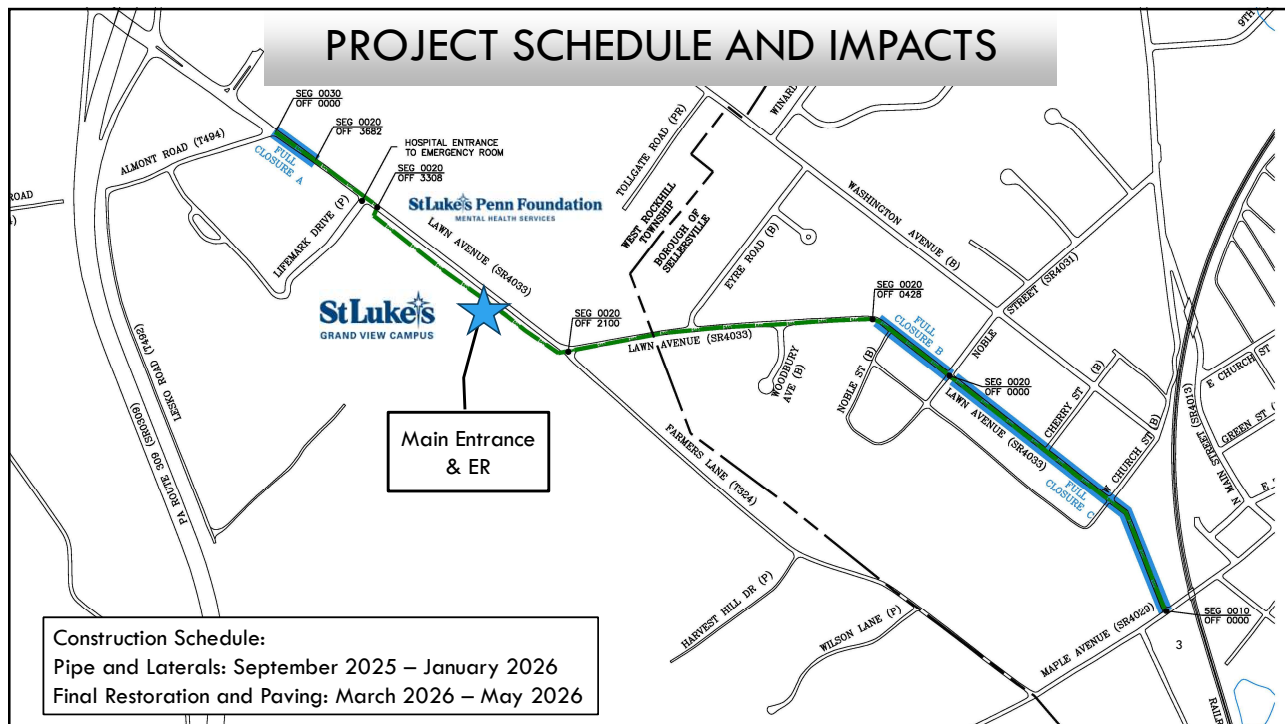 PROJECT SCHEDULE AND IMPACTS
9TH
SEG 0030
OFF 0000
SEG 0020
OFF 3682
HOSPITAL ENTRANCE
TO EMERGENCY ROOM
SEG 0020
OFF 3308
ALMONT ROAD (T494)
FULL
CLOSURE A
ROAD
LIFEMARK DRIVE (P)
St Luke's Penn Foundation
MENTAL HEALTH SERVICES
LAWN AVENUE (SR4033)
TOLLGATE ROAD (PR)
WEST ROCKHILL
TOWNSHIP
BOROUGH OF
SELLERSVILLE
EYRE ROAD (B)
WASHINGTON
AVENUE (B)
NOBLE
STREET (SR4031)
St Luke's
GRAND VIEW CAMPUS
SEG 0020
OFF 2100
LAWN AVENUE (SR4033)
SEG 0020
OFF 0428
FULL
CLOSURE B
WOODBURY
AVE (B)
NOBLE ST (B)
SEG 0020
OFF 0000
LAWN AVENUE (SR4033)
CHERRY ST (B)
W CHURCH ST (B)
FULL
CLOSURE C
N MAIN
STREET (SR4013)
E CHURCH ST
GREEN ST
E
LESKO ROAD (T492)
PA ROUTE 309 (SR0309)
Main Entrance
& ER
FARMERS LANE (T324)
HARVEST HILL DR (P)
WILSON LANE (P)
MAPLE AVENUE (SR4029)
SEG 0010
OFF 0000
3
Construction Schedule:
Pipe and Laterals: September 2025 – January 2026
Final Restoration and Paving: March 2026 – May 2026